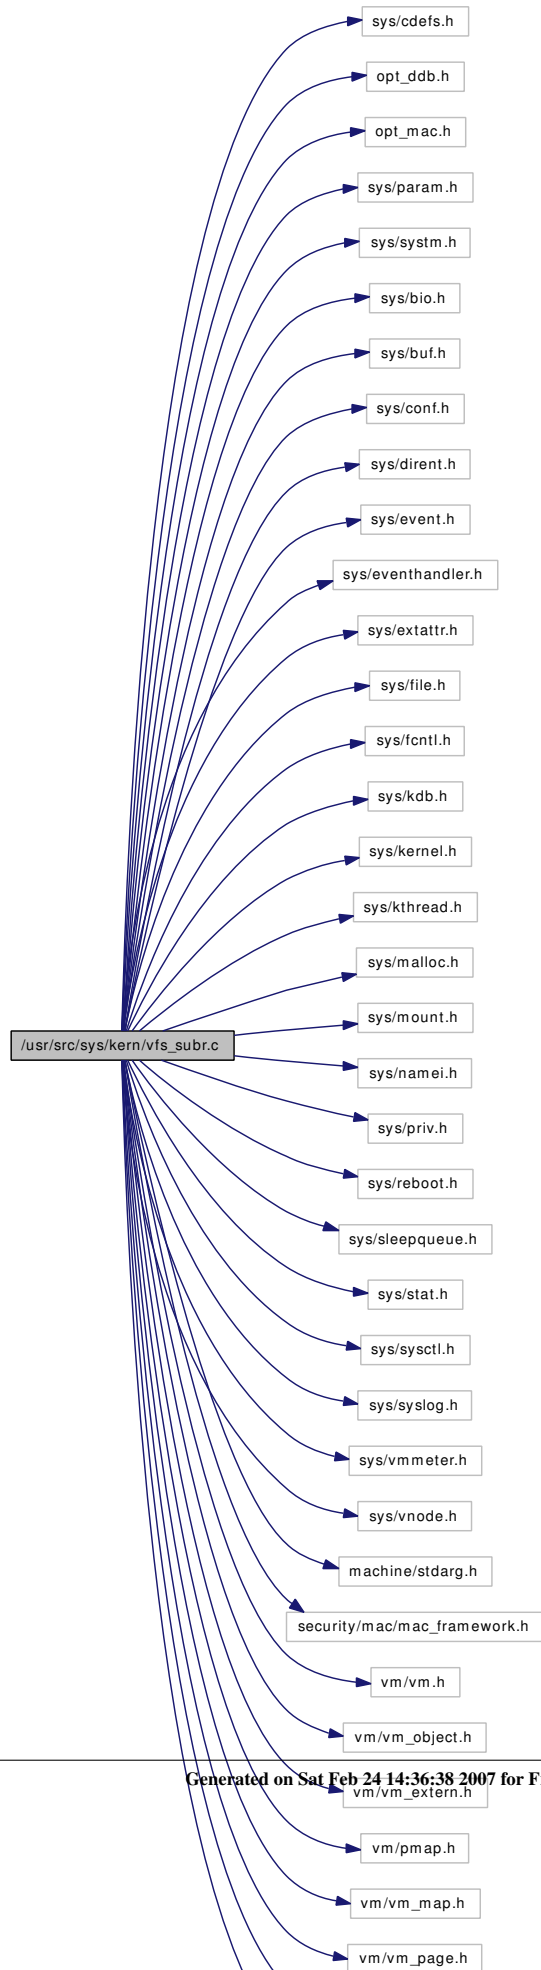 sys/cdefs.h
opt_ddb.h
opt_mac.h
sys/param.h
sys/systm.h
sys/bio.h
sys/buf.h
sys/conf.h
sys/dirent.h
sys/event.h
sys/eventhandler.h
sys/extattr.h
sys/file.h
sys/fcntl.h
sys/kdb.h
sys/kernel.h
sys/kthread.h
sys/malloc.h
sys/mount.h
/usr/src/sys/kern/vfs_subr.c
sys/namei.h
sys/priv.h
sys/reboot.h
sys/sleepqueue.h
sys/stat.h
sys/sysctl.h
sys/syslog.h
sys/vmmeter.h
sys/vnode.h
machine/stdarg.h
security/mac/mac_framework.h
vm/vm.h
vm/vm_object.h
Generated on Sat Feb 24 14:36:38 2007 for F
vm/vm_extern.h
vm/pmap.h
vm/vm_map.h
vm/vm_page.h